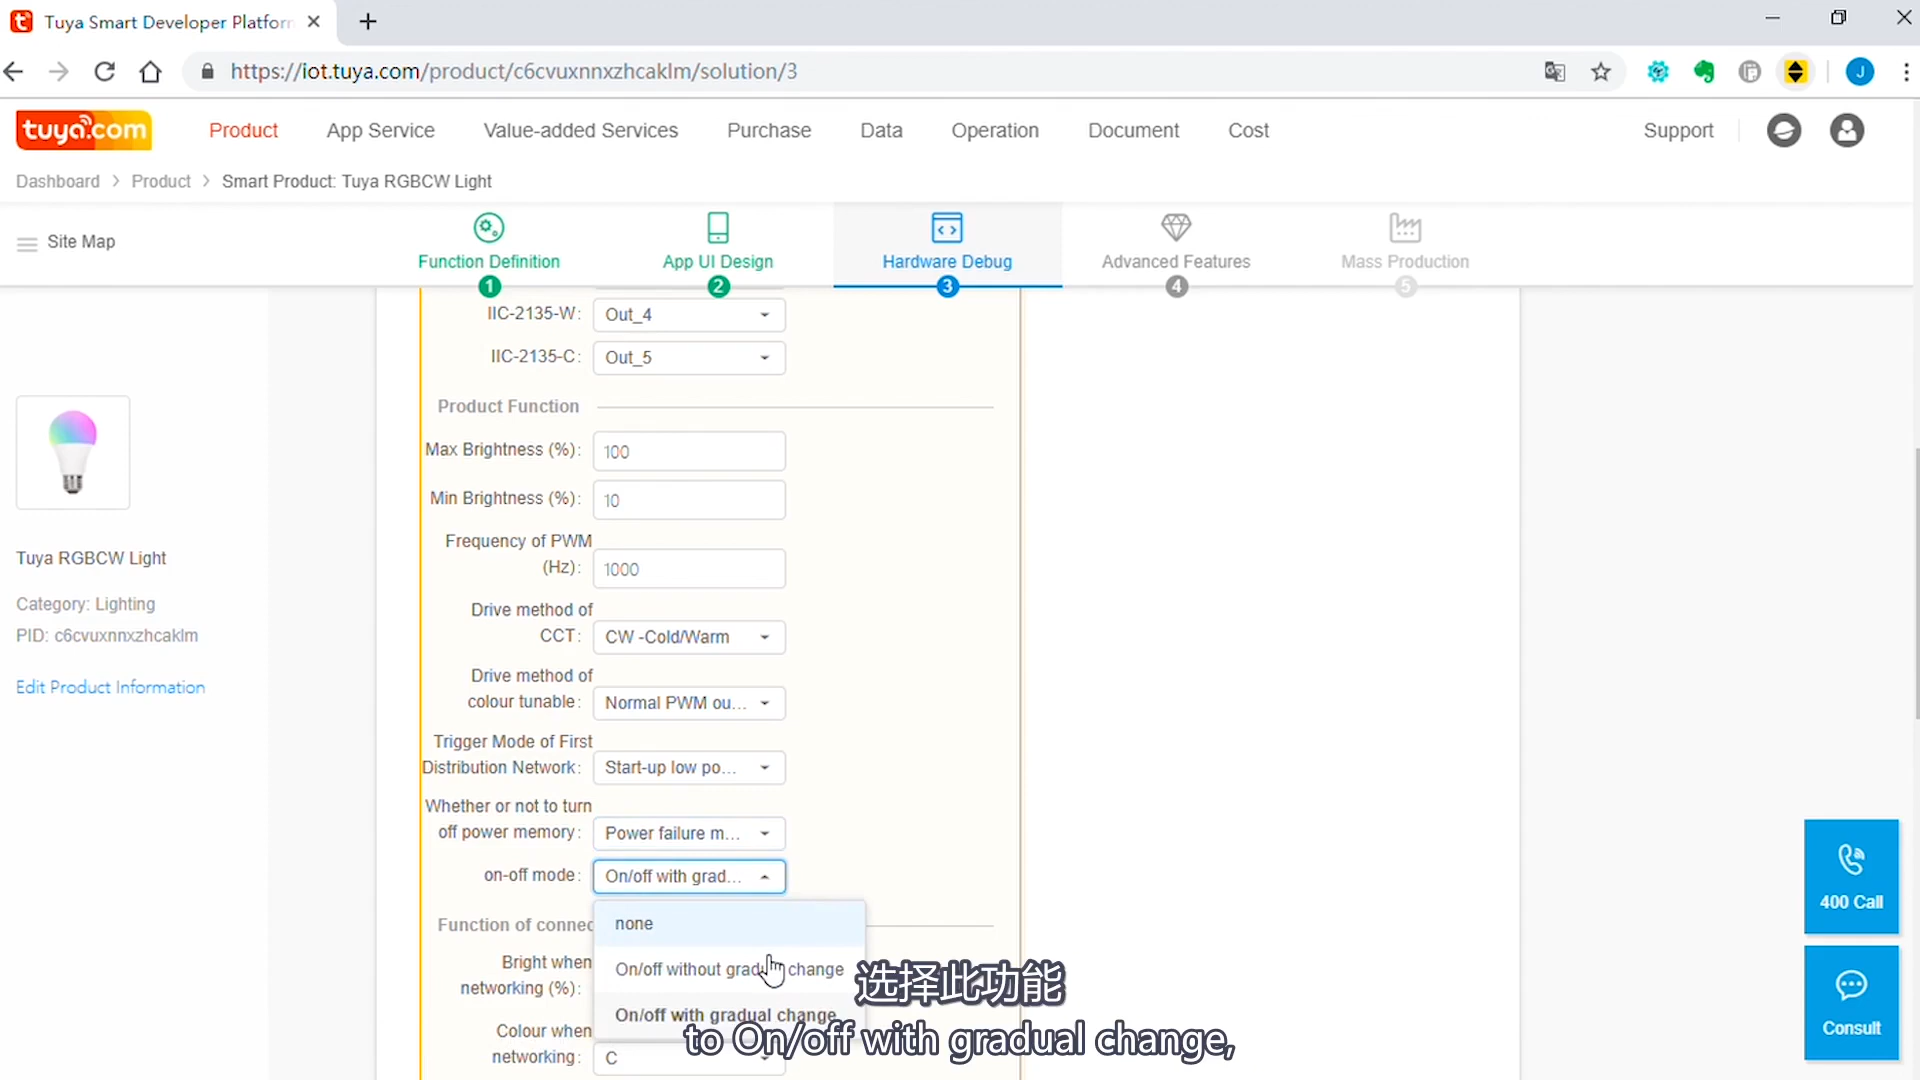 Tuya Smart Developer Platform
https://iot.tuya.com/product/c6cvuxnnxzhcaklm/solution/3
J
tuya.com
Product
App Service
Value-added Services
Purchase
Data
Operation
Document
Cost
Support
Dashboard > Product > Smart Product: Tuya RGBCW Light
Site Map
Function Definition
1
App UI Design
2
Hardware Debug
3
Advanced Features
4
Mass Production
5
Tuya RGBCW Light
Category: Lighting
PID: c6cvuxnnxzhcaklm
Edit Product Information
IIC-2135-W: Out_4
IIC-2135-C: Out_5
Product Function
Max Brightness (%): 100
Min Brightness (%): 10
Frequency of PWM
(Hz): 1000
Drive method of
CCT: CW -Cold/Warm
Drive method of
colour tunable: Normal PWM ou...
Trigger Mode of First
Distribution Network: Start-up low po...
Whether or not to turn
off power memory: Power failure m...
on-off mode: On/off with grad...
none
On/off without gradual change
On/off with gradual change
Function of connec
Bright when
networking (%):
Colour when
networking: C
400 Call
Consult
选择此功能
to On/off with gradual change,